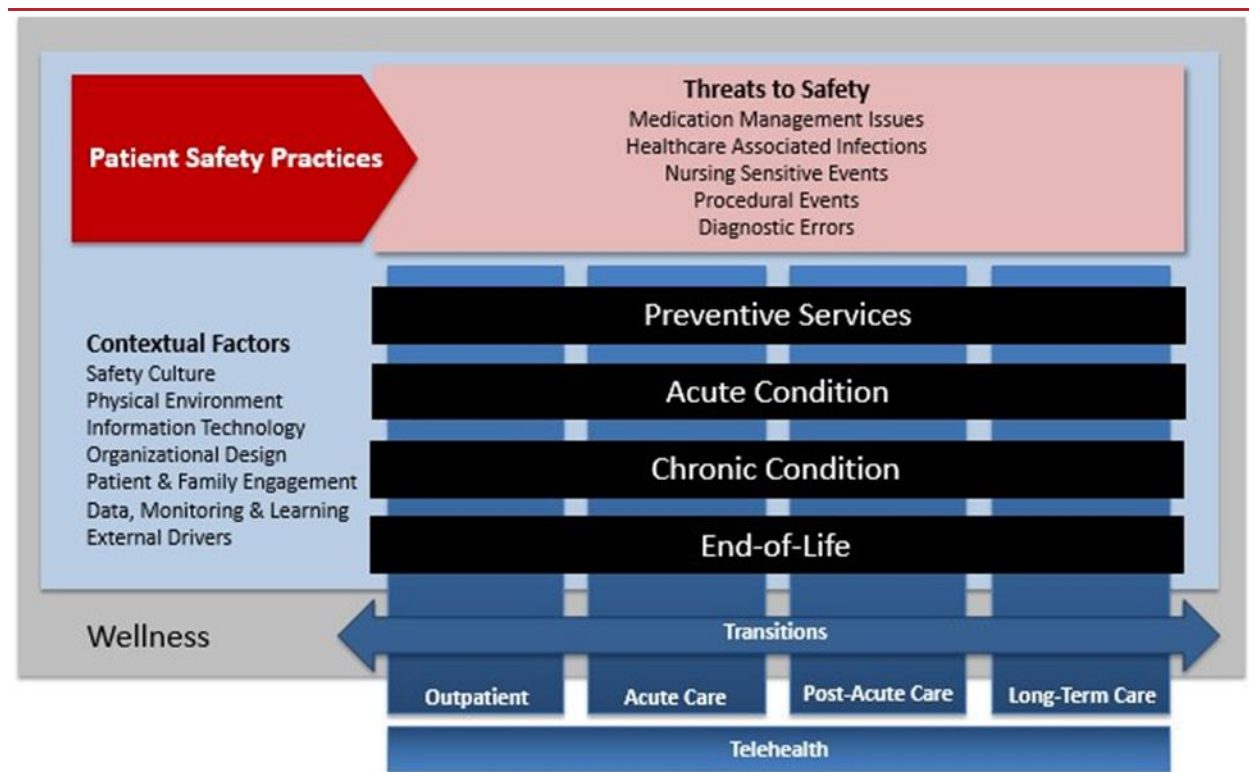 Patient Safety Practices
Threats to Safety
Medication Management Issues
Healthcare Associated Infections
Nursing Sensitive Events
Procedural Events
Diagnostic Errors
Contextual Factors
Safety Culture
Physical Environment
Information Technology
Organizational Design
Patient & Family Engagement
Data, Monitoring & Learning
External Drivers
Preventive Services
Acute Condition
Chronic Condition
End-of-Life
Wellness
Transitions
Outpatient
Acute Care
Post-Acute Care
Long-Term Care
Telehealth